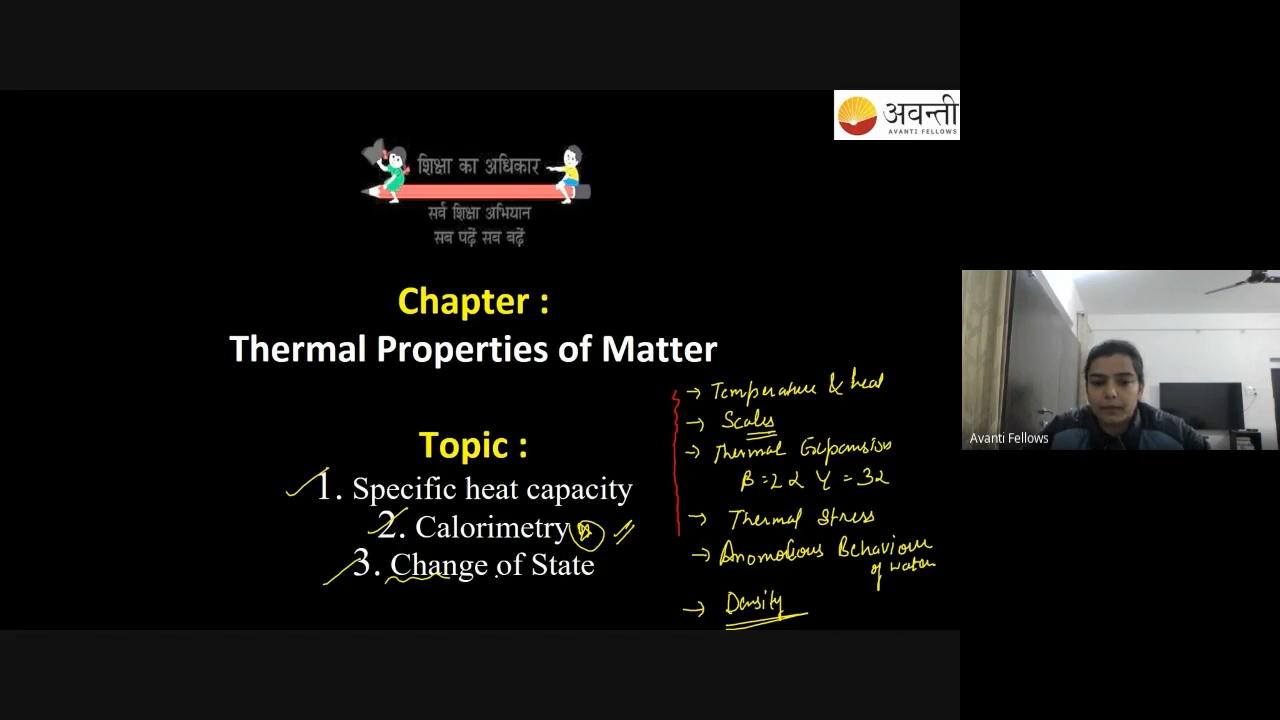 अवन्ती
AVANTI FELLOWS
शिक्षा का अधिकार
सर्व शिक्षा अभियान
सब पढ़ें सब बढ़ें
Chapter :
Thermal Properties of Matter
Topic :
1. Specific heat capacity
2. Calorimetry
3. Change of State
→ Temperature & heat
→ Scales
→ Thermal Expansion
β = 2α γ = 3α
→ Thermal Stress
→ Anomolious Behaviour
of water
→ Density
Avanti Fellows